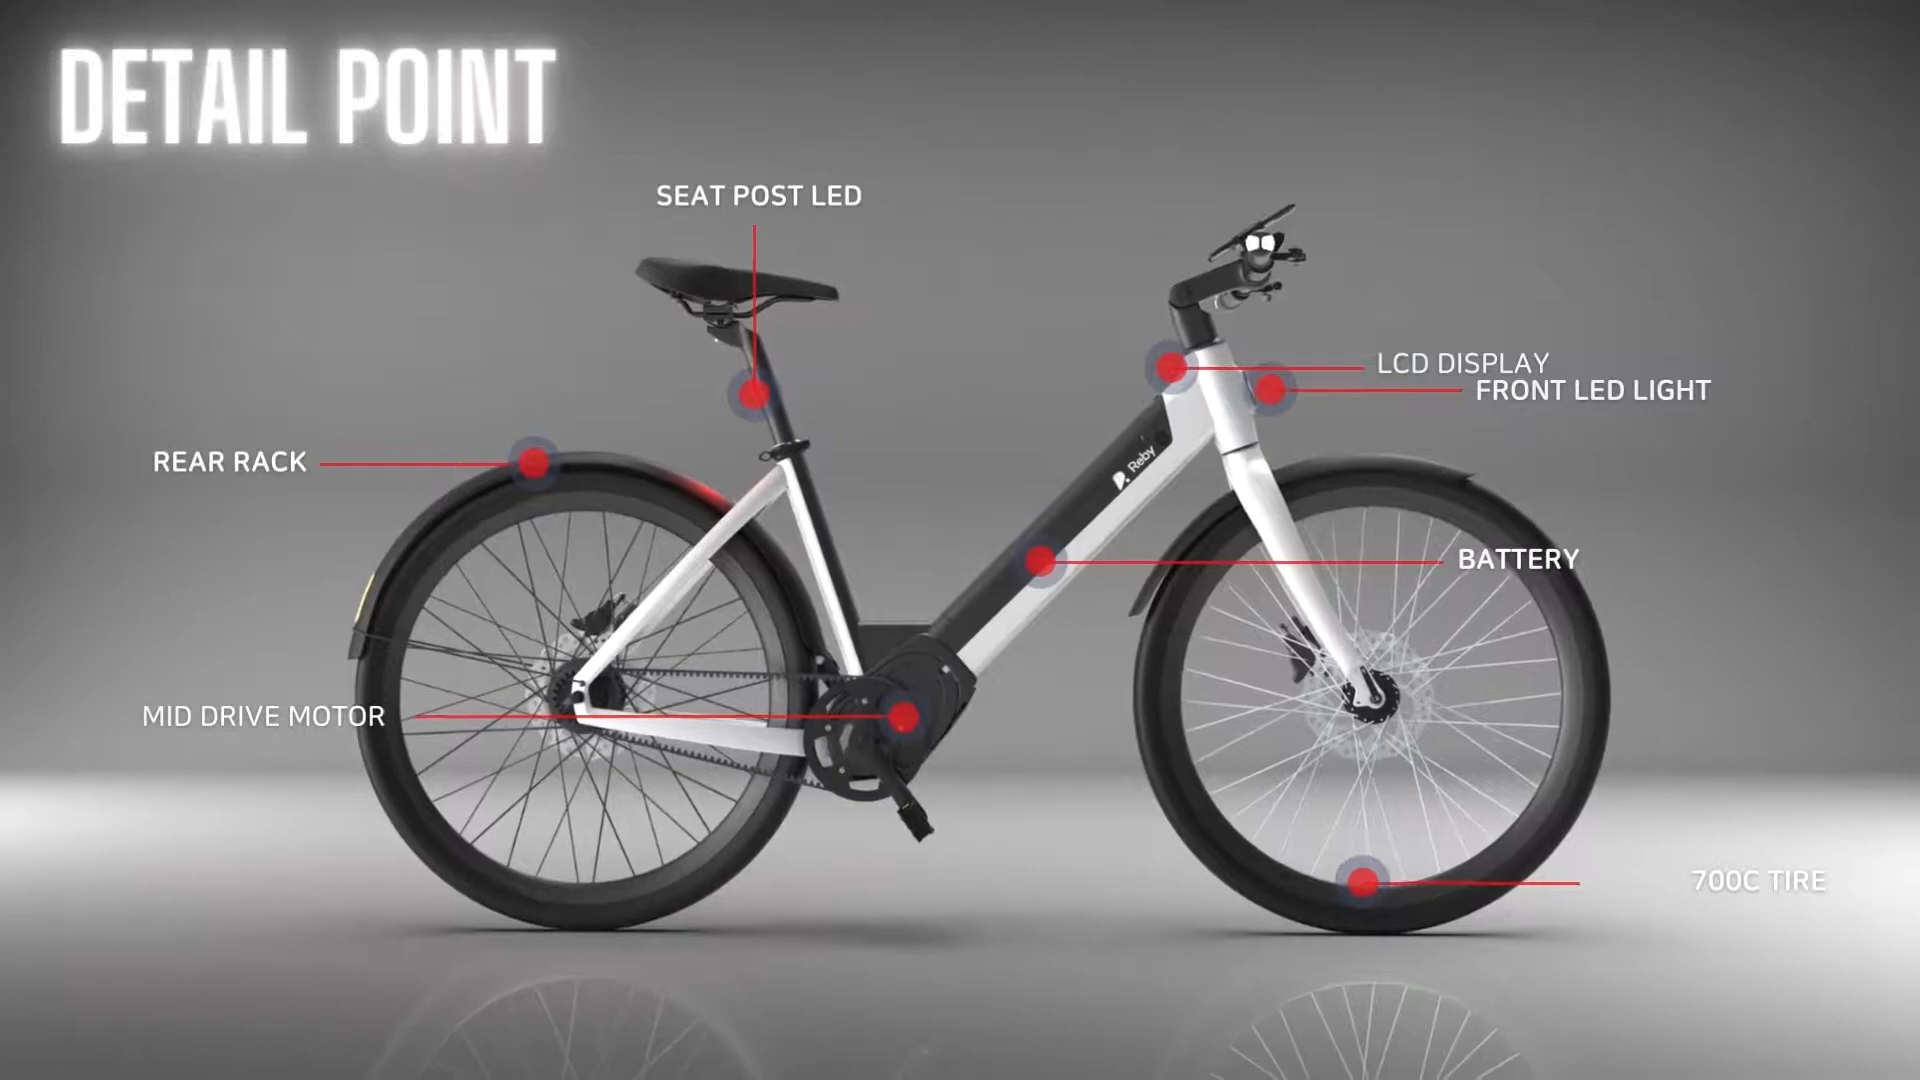 DETAIL POINT
SEAT POST LED
LCD DISPLAY
FRONT LED LIGHT
REAR RACK
Reby
BATTERY
MID DRIVE MOTOR
700C TIRE